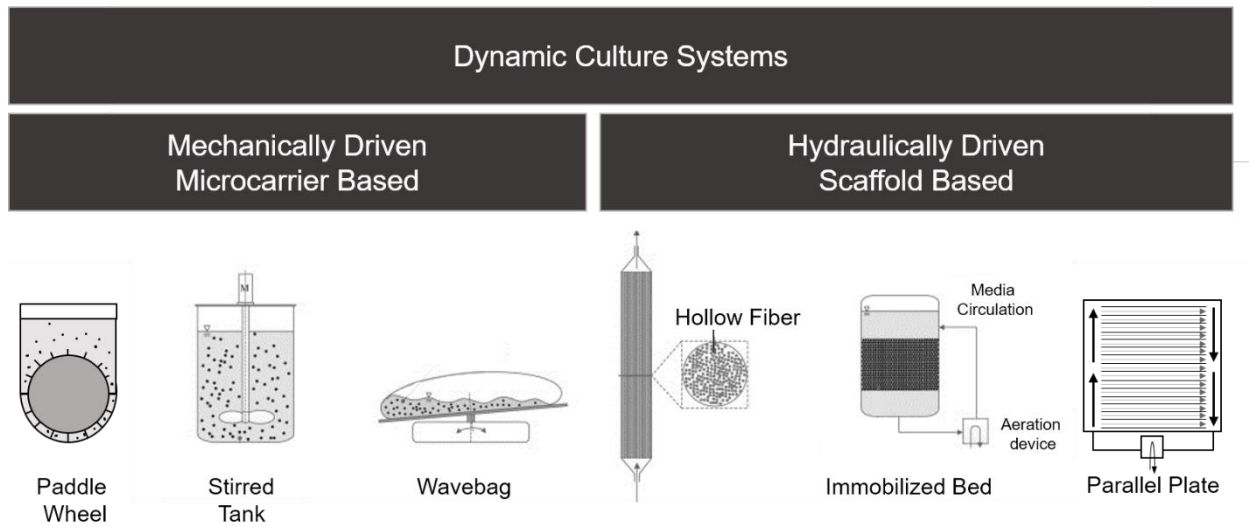 Dynamic Culture Systems
Mechanically Driven
Microcarrier Based
Hydraulically Driven
Scaffold Based
M
Hollow Fiber
Media
Circulation
Aeration
device
Paddle
Wheel
Stirred
Tank
Wavebag
Immobilized Bed
Parallel Plate